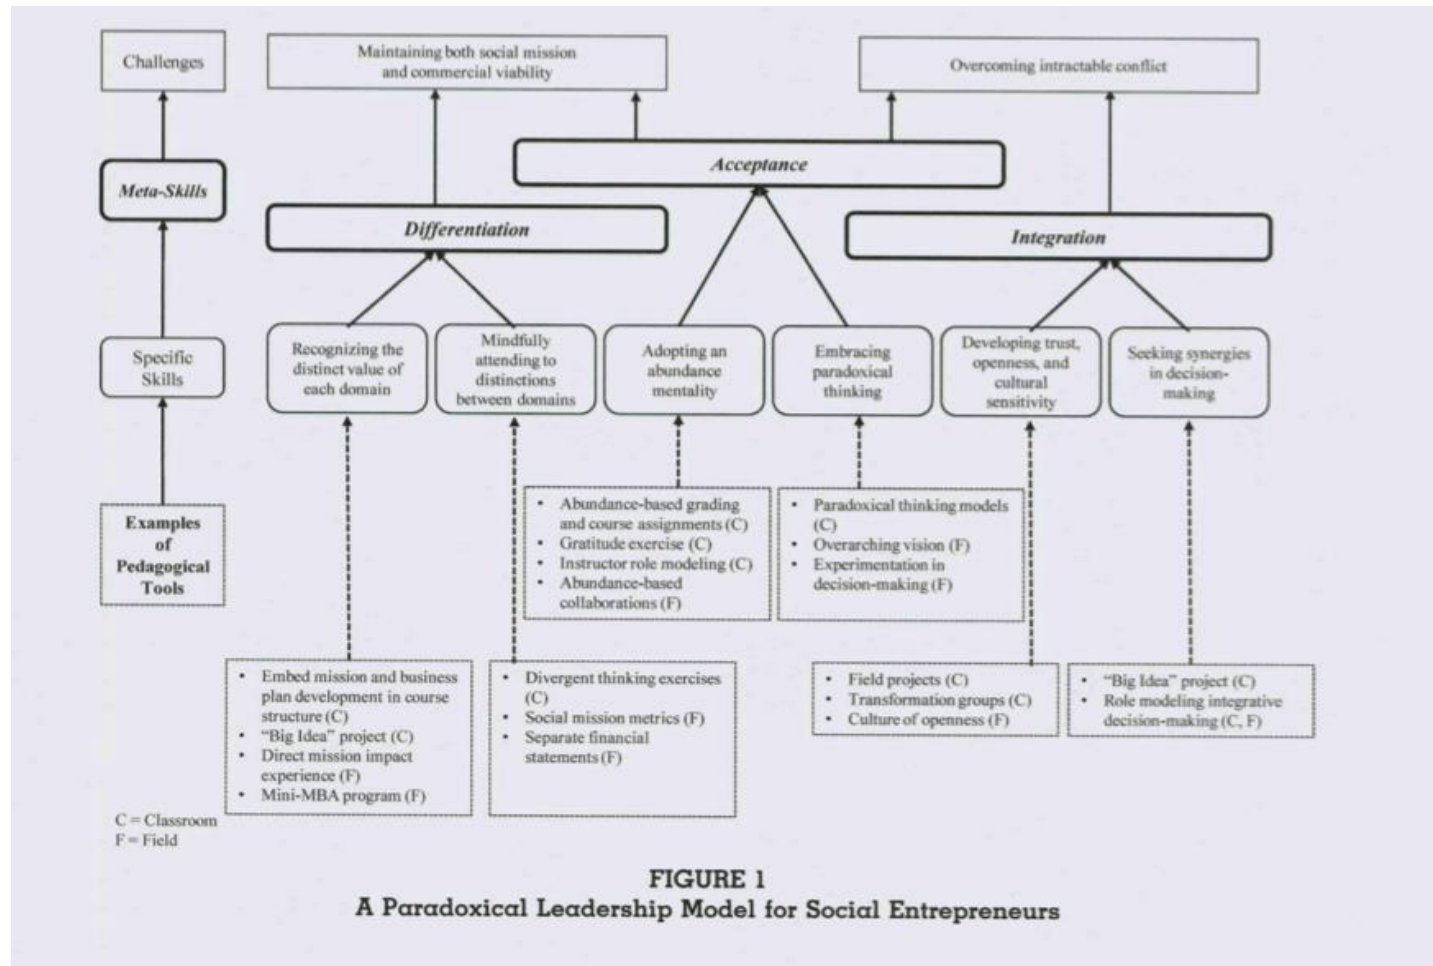 Challenges
Maintaining both social mission
and commercial viability
Overcoming intractable conflict
Meta-Skills
Acceptance
Differentiation
Integration
Specific
Skills
Recognizing the
distinct value of
each domain
Mindfully
attending to
distinctions
between domains
Adopting an
abundance
mentality
Embracing
paradoxical
thinking
Developing trust,
openness, and
cultural
sensitivity
Seeking synergies
in decision-
making
Examples
of
Pedagogical
Tools
• Abundance-based grading
and course assignments (C)
• Gratitude exercise (C)
• Instructor role modeling (C)
• Abundance-based
collaborations (F)
• Paradoxical thinking models
(C)
• Overarching vision (F)
• Experimentation in
decision-making (F)
• Embed mission and business
plan development in course
structure (C)
• “Big Idea” project (C)
• Direct mission impact
experience (F)
• Mini-MBA program (F)
• Divergent thinking exercises
(C)
• Social mission metrics (F)
• Separate financial
statements (F)
• Field projects (C)
• Transformation groups (C)
• Culture of openness (F)
• “Big Idea” project (C)
• Role modeling integrative
decision-making (C, F)
C = Classroom
F = Field
FIGURE 1
A Paradoxical Leadership Model for Social Entrepreneurs